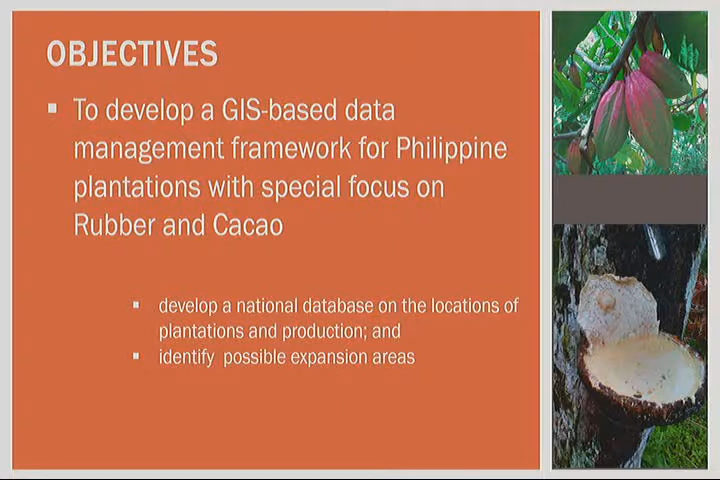 OBJECTIVES
▪ To develop a GIS-based data
management framework for Philippine
plantations with special focus on
Rubber and Cacao
▪ develop a national database on the locations of
plantations and production; and
▪ identify possible expansion areas